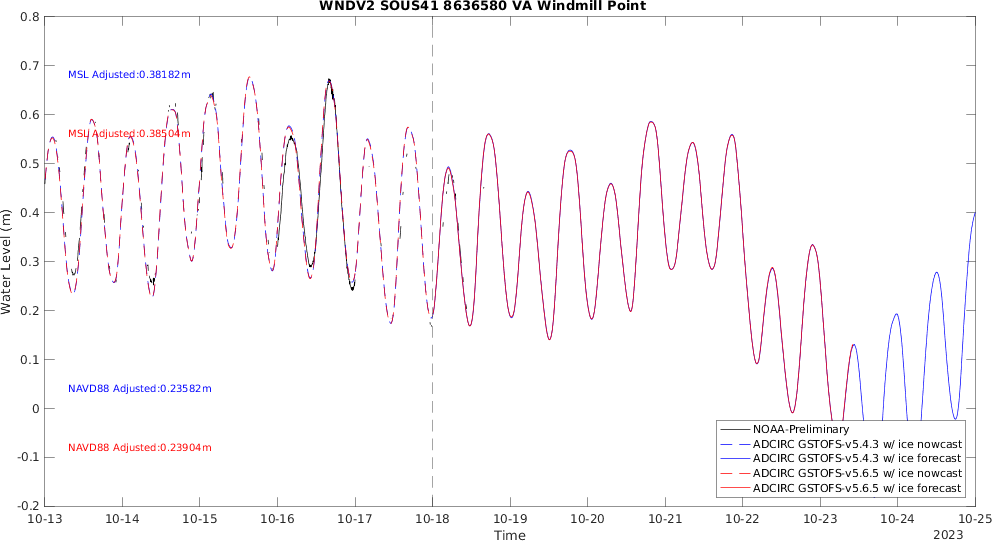 WNDV2 SOUS41 8636580 VA Windmill Point
0.8
0.7
0.6
0.5
0.4
0.3
0.2
0.1
0
-0.1
-0.2
Water Level (m)
MSL Adjusted:0.38182m
MSL Adjusted:0.38504m
NAVD88 Adjusted:0.23582m
NAVD88 Adjusted:0.23904m
NOAA-Preliminary
ADCIRC GSTOFS-v5.4.3 w/ ice nowcast
ADCIRC GSTOFS-v5.4.3 w/ ice forecast
ADCIRC GSTOFS-v5.6.5 w/ ice nowcast
ADCIRC GSTOFS-v5.6.5 w/ ice forecast
10-13 10-14 10-15 10-16 10-17 10-18 10-19 10-20 10-21 10-22 10-23 10-24 10-25
Time
2023